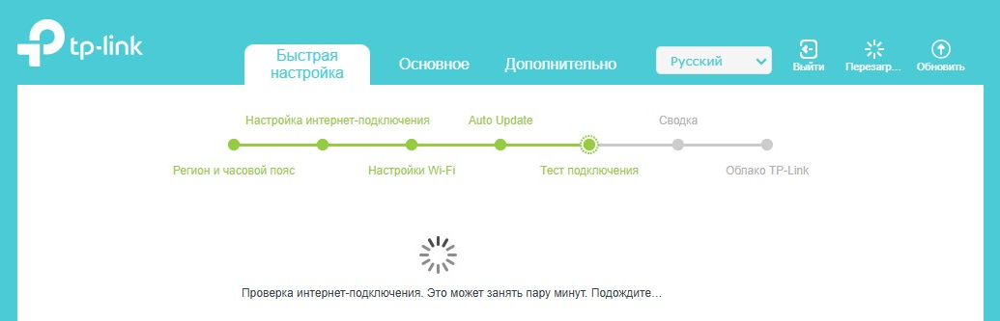 tp-link
Быстрая
настройка
Основное
Дополнительно
Русский
Выйти
Перезагр...
Обновить
Настройка интернет-подключения
Auto Update
Сводка
Регион и часовой пояс
Настройки Wi-Fi
Тест подключения
Облако TP-Link
Проверка интернет-подключения. Это может занять пару минут. Подождите…